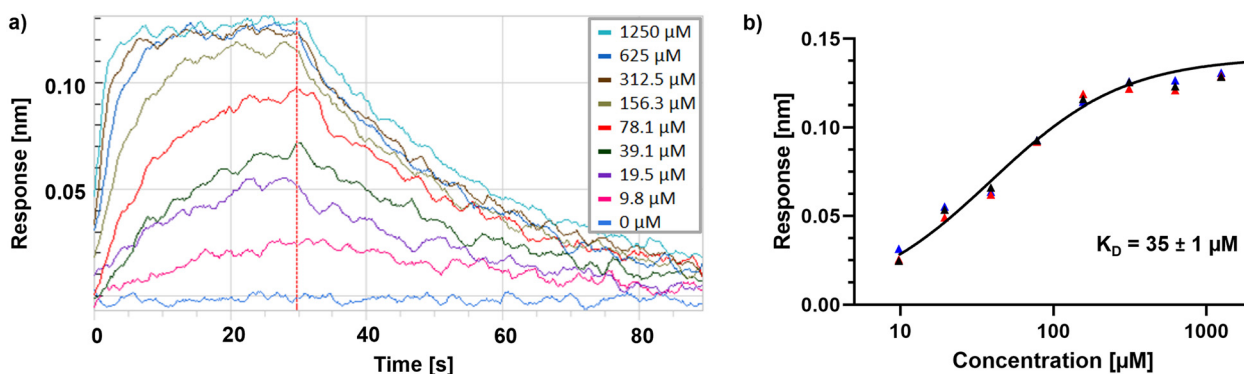 a)
Response [nm]
0.10
0.05
0
20
40
60
80
Time [s]
1250 µM
625 µM
312.5 µM
156.3 µM
78.1 µM
39.1 µM
19.5 µM
9.8 µM
0 µM
b)
Response [nm]
0.15
0.10
0.05
0.00
10
100
1000
Concentration [µM]
K_D = 35 ± 1 µM